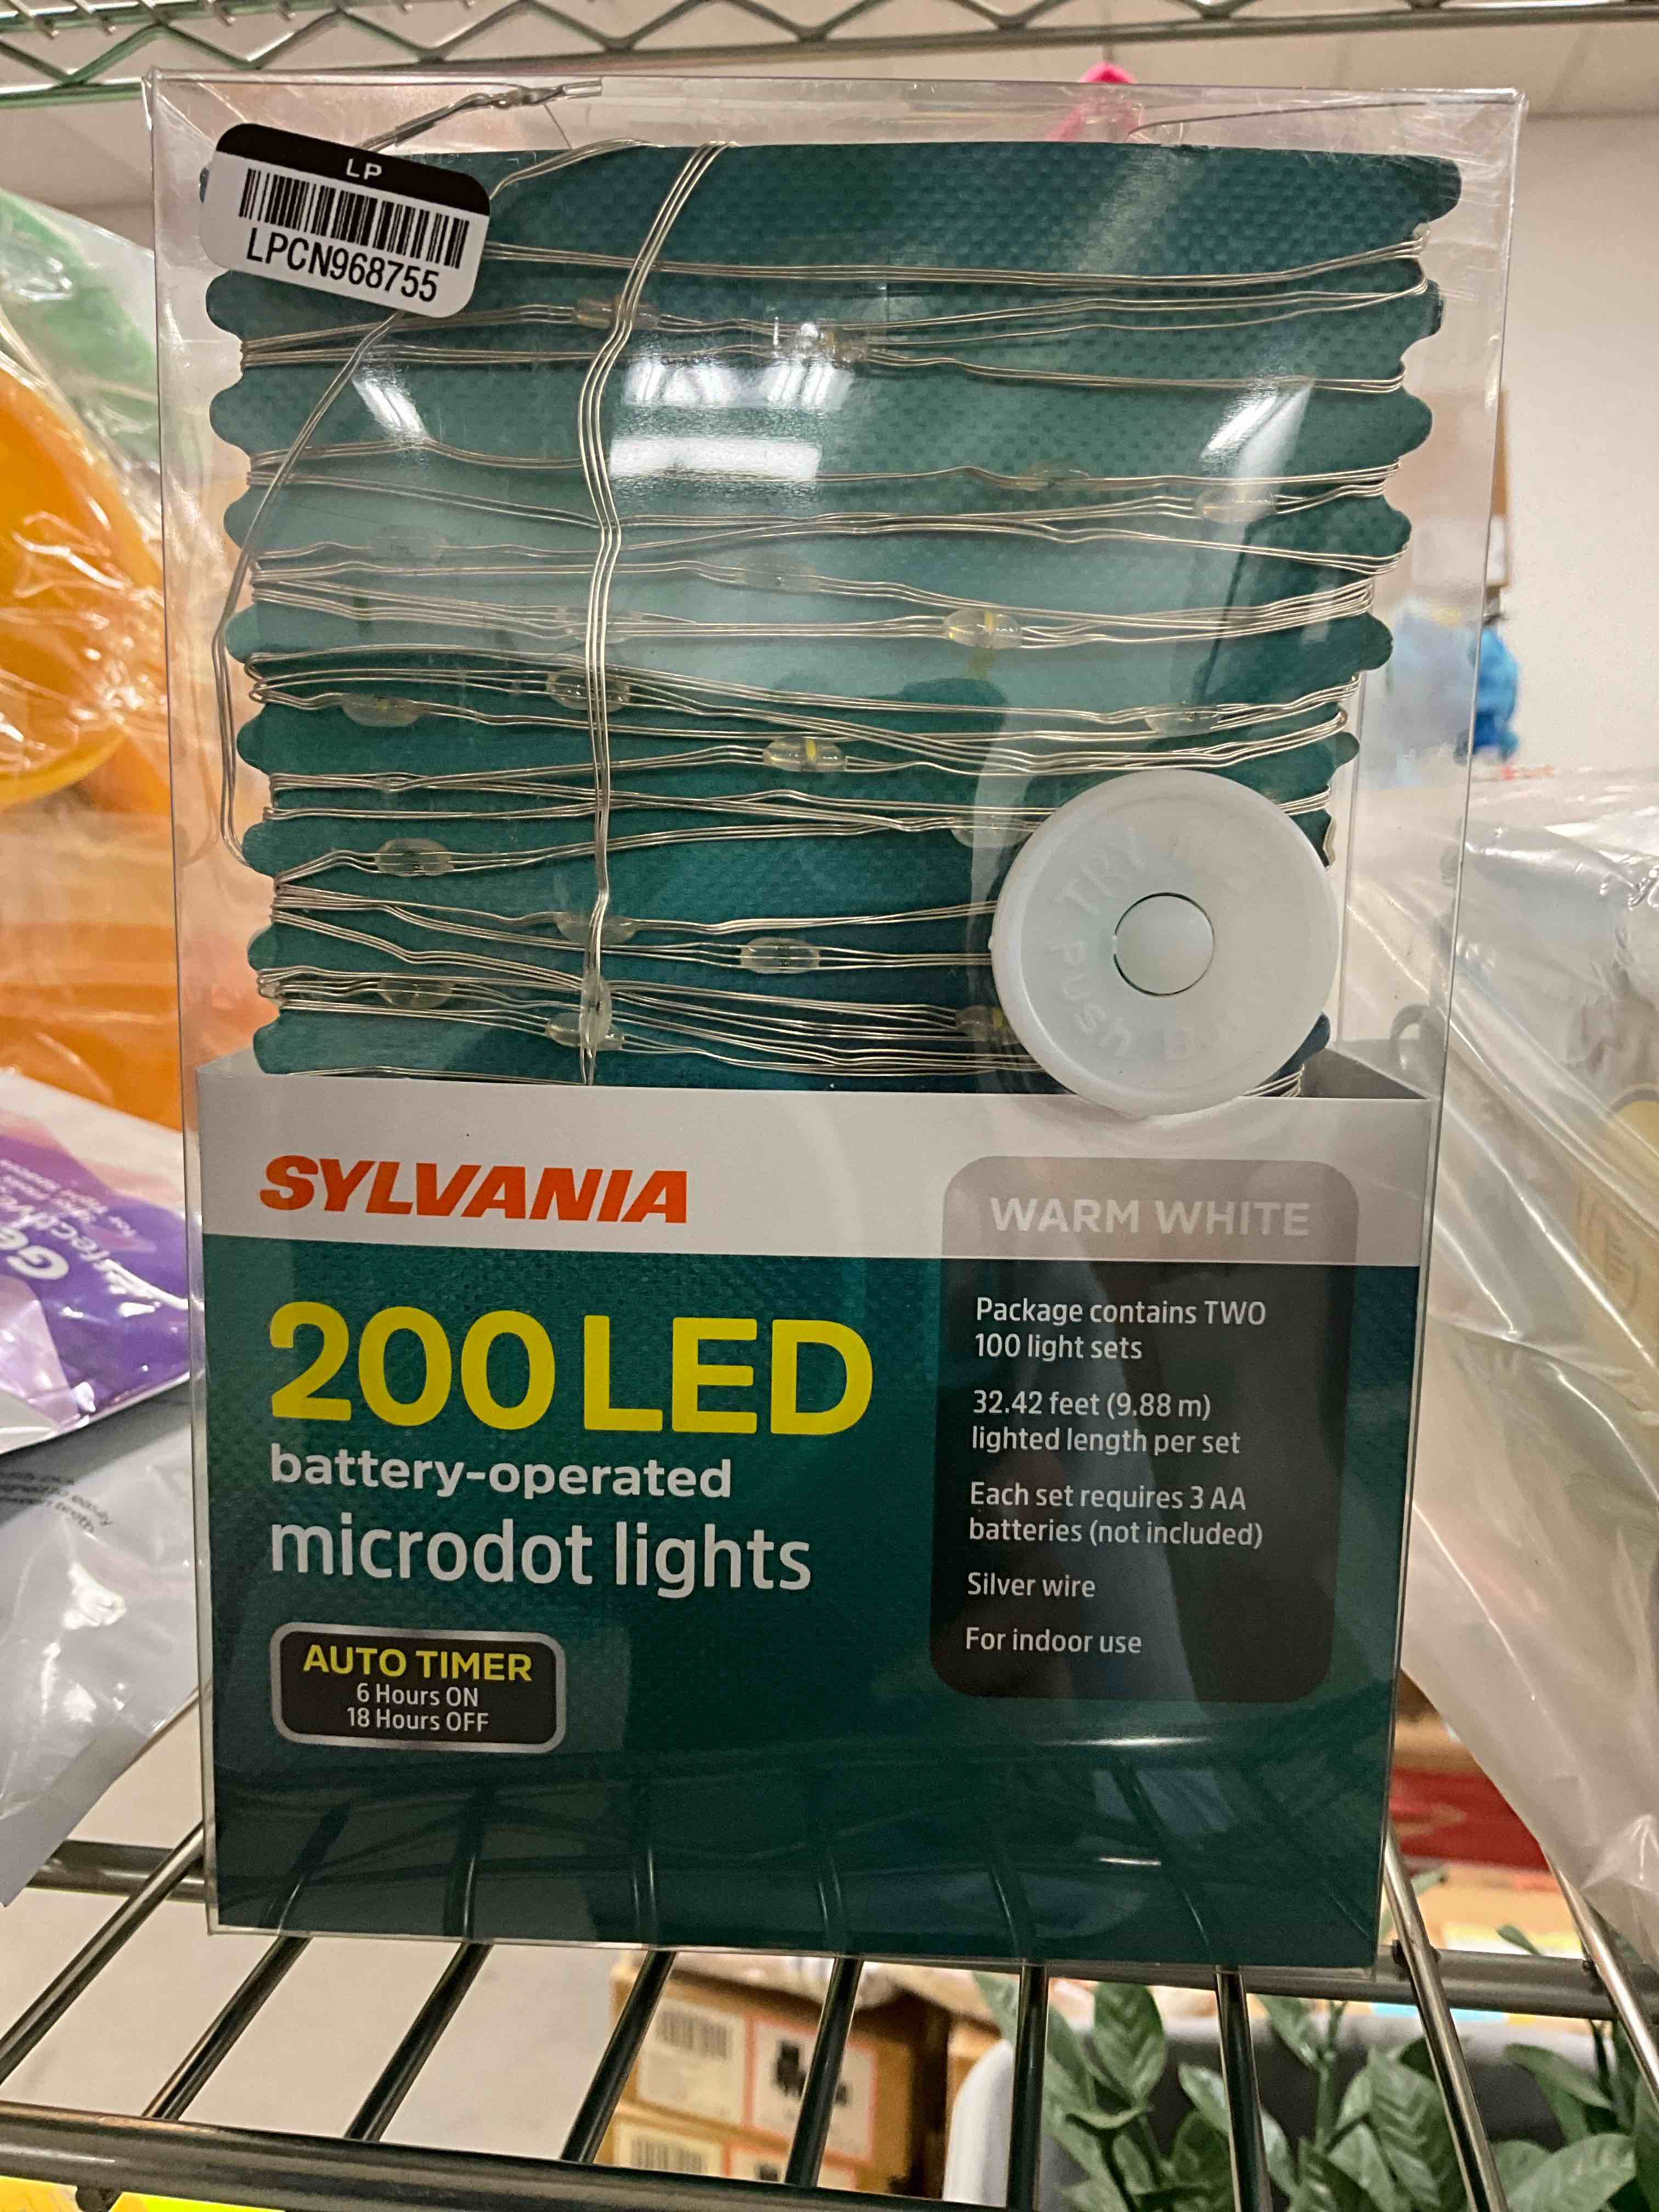 LP
LPCN968755
TRY
Push
SYLVANIA
WARM WHITE
200 LED
battery-operated
microdot lights
Package contains TWO
100 light sets
32.42 feet (9.88 m)
lighted length per set
Each set requires 3 AA
batteries (not included)
Silver wire
For indoor use
AUTO TIMER
6 Hours ON
18 Hours OFF